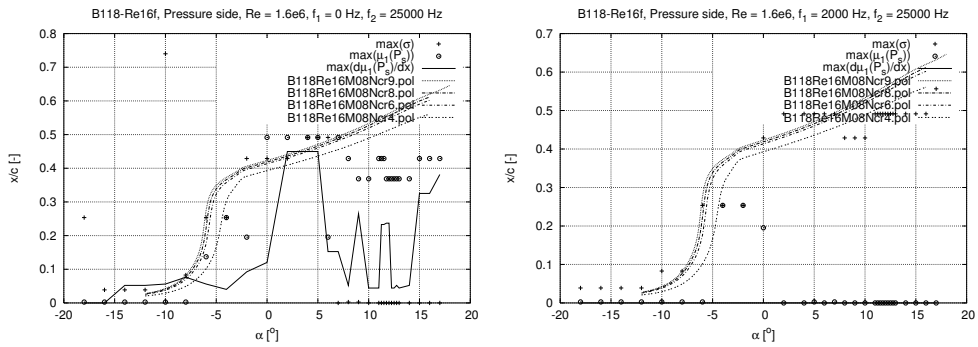 B118-Re16f, Pressure side, Re = 1.6e6, f₁ = 0 Hz, f₂ = 25000 Hz
max(σ)
max(μ₁(Pₛ))
max(dμ₁(Pₛ)/dx)
B118Re16M08Ncr9.pol
B118Re16M08Ncr8.pol
B118Re16M08Ncr6.pol
B118Re16M08Ncr4.pol
0.8
0.7
0.6
0.5
0.4
0.3
0.2
0.1
0
x/c [-]
-20 -15 -10 -5 0 5 10 15 20
α [°]
B118-Re16f, Pressure side, Re = 1.6e6, f₁ = 2000 Hz, f₂ = 25000 Hz
max(σ)
max(μ₁(Pₛ))
max(dμ₁(Pₛ)/dx)
B118Re16M08Ncr9.pol
B118Re16M08Ncr8.pol
B118Re16M08Ncr6.pol
B118Re16M08Ncr4.pol
0.7
0.6
0.5
0.4
0.3
0.2
0.1
0
x/c [-]
-20 -15 -10 -5 0 5 10 15 20
α [°]